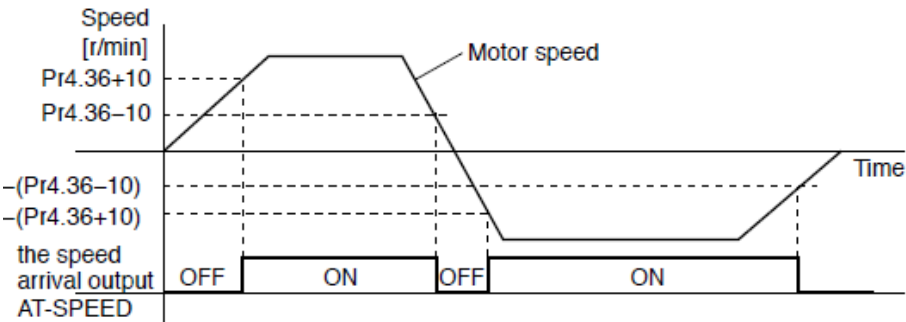 Speed
[r/min]
Motor speed
Pr4.36+10
Pr4.36−10
Time
−(Pr4.36−10)
−(Pr4.36+10)
the speed
arrival output
OFF ON OFF ON
AT-SPEED